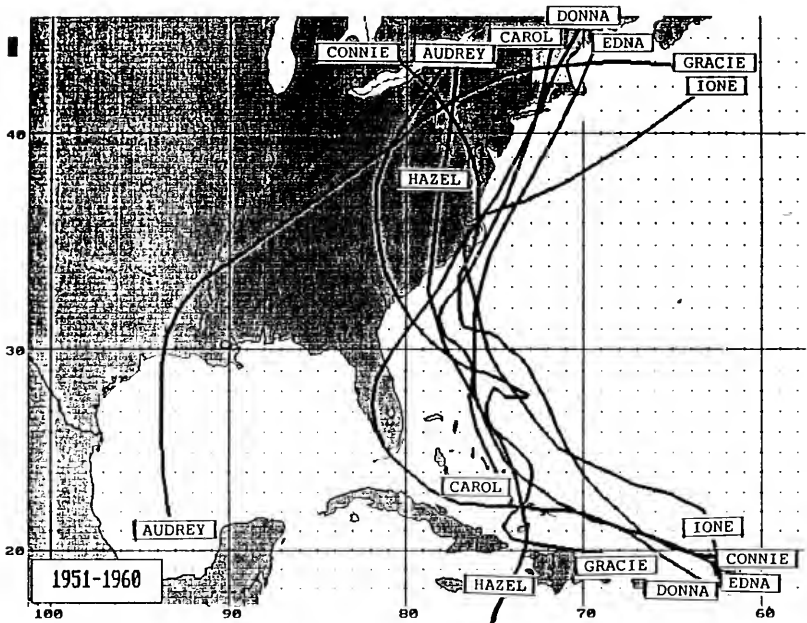 DONNA
CAROL
EDNA
CONNIE
AUDREY
GRACIE
IONE
40
HAZEL
30
CAROL
AUDREY
IONE
20
CONNIE
GRACIE
1951-1960
HAZEL
DONNA
EDNA
100
90
80
70
60